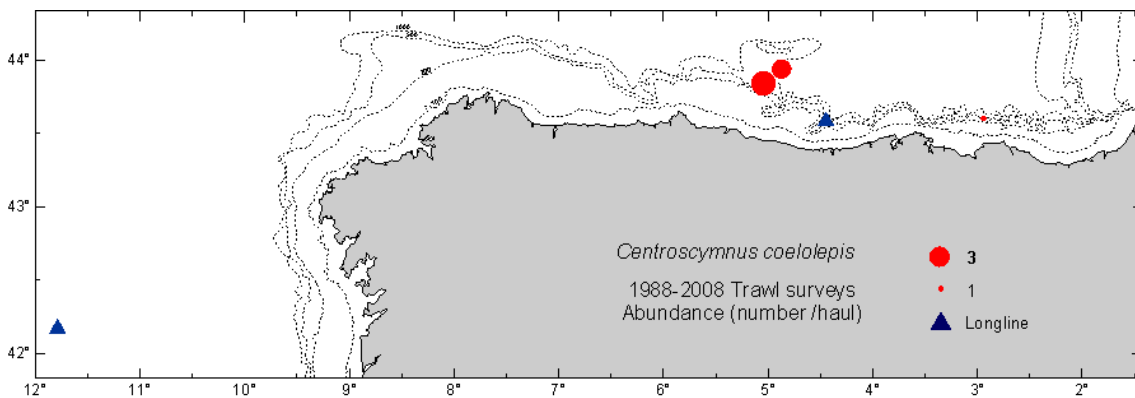 44°
43°
42°
Centroscymnus coelolepis
1988-2008 Trawl surveys
Abundance (number /haul)
3
1
Longline
12° 11° 10° 9° 8° 7° 6° 5° 4° 3° 2°